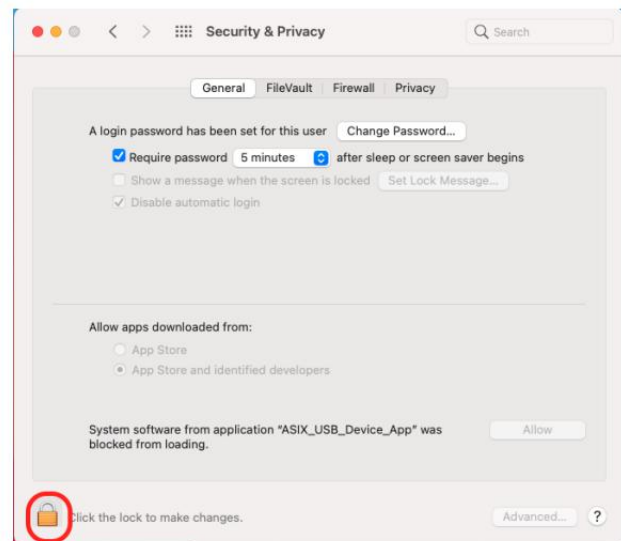 Security & Privacy
Search
General FileVault Firewall Privacy
A login password has been set for this user Change Password...
Require password 5 minutes after sleep or screen saver begins
Show a message when the screen is locked Set Lock Message...
Disable automatic login
Allow apps downloaded from:
App Store
App Store and identified developers
System software from application "ASIX_USB_Device_App" was
blocked from loading.
Allow
Click the lock to make changes.
Advanced...
?